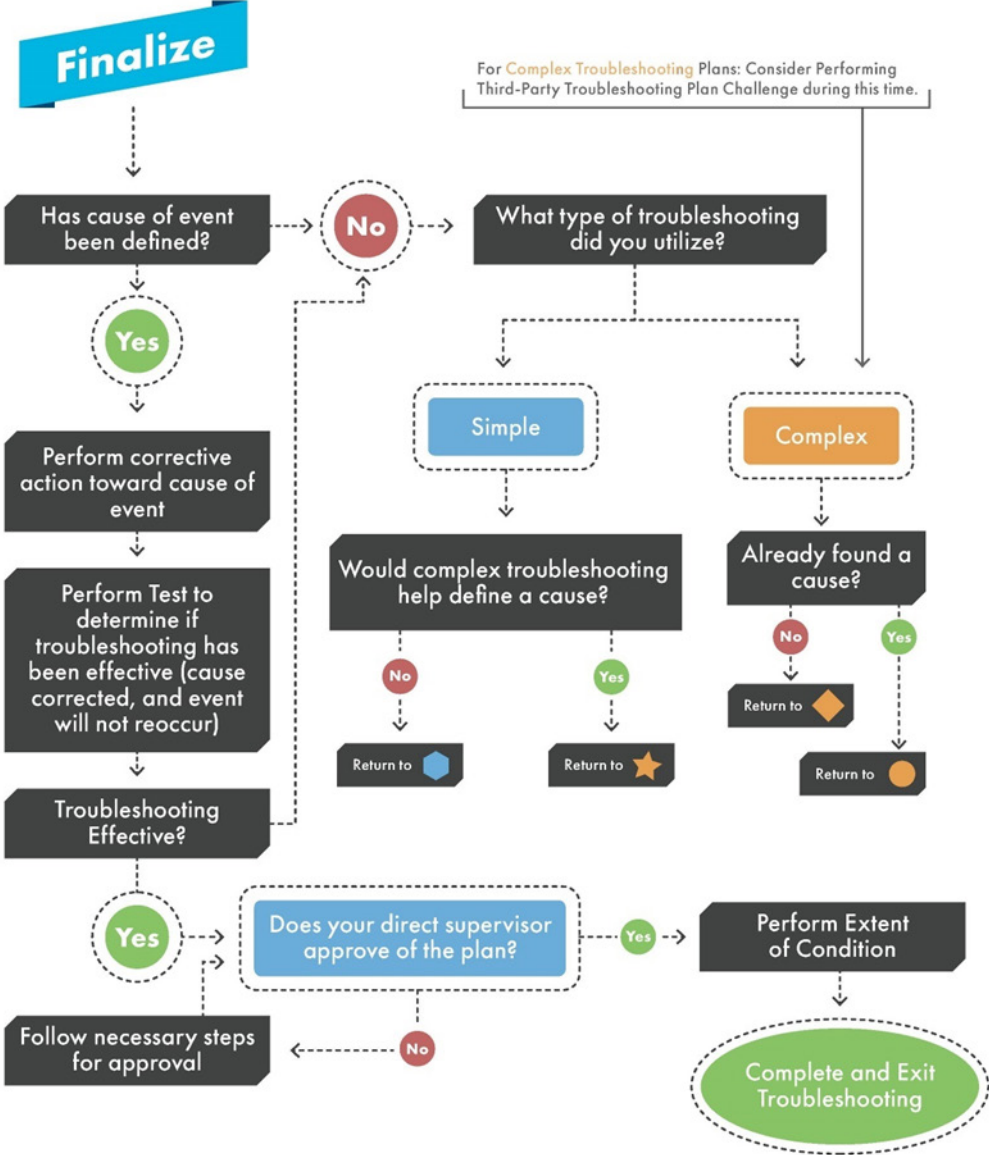 Finalize
For Complex Troubleshooting Plans: Consider Performing
Third-Party Troubleshooting Plan Challenge during this time.
Has cause of event
been defined?
No
What type of troubleshooting
did you utilize?
Yes
Simple
Complex
Perform corrective
action toward cause of
event
Would complex troubleshooting
help define a cause?
Already found a
cause?
Perform Test to
determine if
troubleshooting has
been effective (cause
corrected, and event
will not reoccur)
No
Yes
No
Yes
Return to
Return to
Return to
Return to
Troubleshooting
Effective?
Yes
Does your direct supervisor
approve of the plan?
Yes
Perform Extent
of Condition
Follow necessary steps
for approval
No
Complete and Exit
Troubleshooting